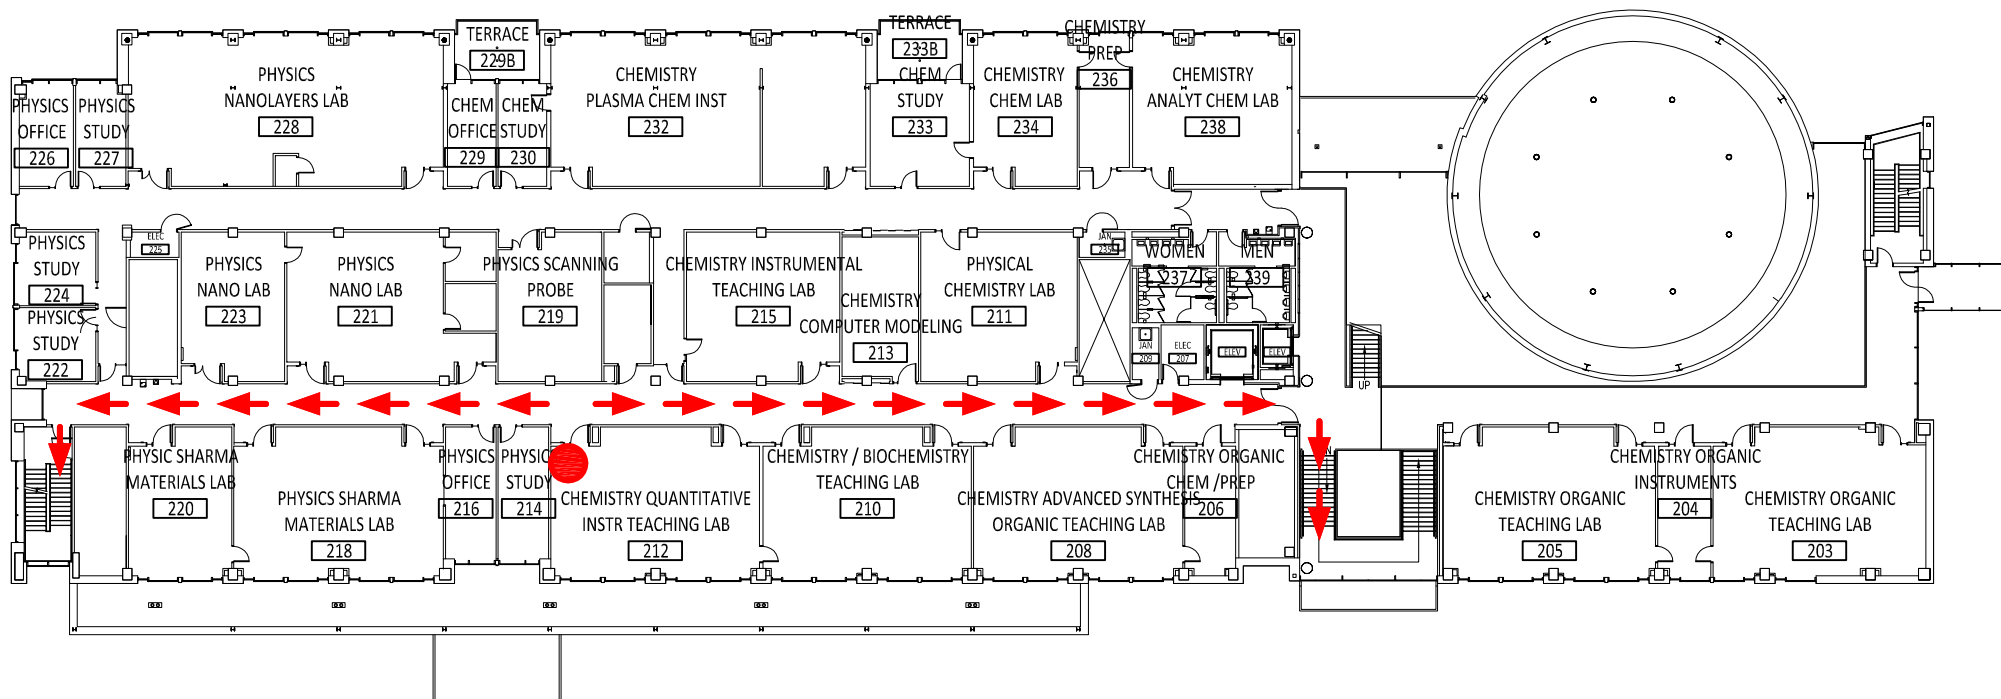 PHYSICS
OFFICE
226
PHYSICS
STUDY
227
PHYSICS
NANOLAYERS LAB
228
TERRACE
229B
CHEM
OFFICE
229
CHEM
STUDY
230
CHEMISTRY
PLASMA CHEM INST
232
TERRACE
233B
CHEM
STUDY
233
CHEMISTRY
CHEM LAB
234
CHEMISTRY
PREP
236
CHEMISTRY
ANALYT CHEM LAB
238
PHYSICS
STUDY
224
PHYSICS
STUDY
222
ELEC
225
PHYSICS
NANO LAB
223
PHYSICS
NANO LAB
221
PHYSICS SCANNING
PROBE
219
CHEMISTRY INSTRUMENTAL
TEACHING LAB
215
CHEMISTRY
COMPUTER MODELING
213
PHYSICAL
CHEMISTRY LAB
211
JAN
235
WOMEN
237
MEN
239
JAN
209
ELEC
207
ELEV
ELEV
UP
PHYSIC SHARMA
MATERIALS LAB
220
PHYSICS SHARMA
MATERIALS LAB
218
PHYSICS
OFFICE
216
PHYSICS
STUDY
214
CHEMISTRY QUANTITATIVE
INSTR TEACHING LAB
212
CHEMISTRY / BIOCHEMISTRY
TEACHING LAB
210
CHEMISTRY ADVANCED SYNTHESIS
ORGANIC TEACHING LAB
208
CHEMISTRY ORGANIC
CHEM /PREP
206
CHEMISTRY ORGANIC
TEACHING LAB
205
CHEMISTRY ORGANIC
INSTRUMENTS
204
CHEMISTRY ORGANIC
TEACHING LAB
203